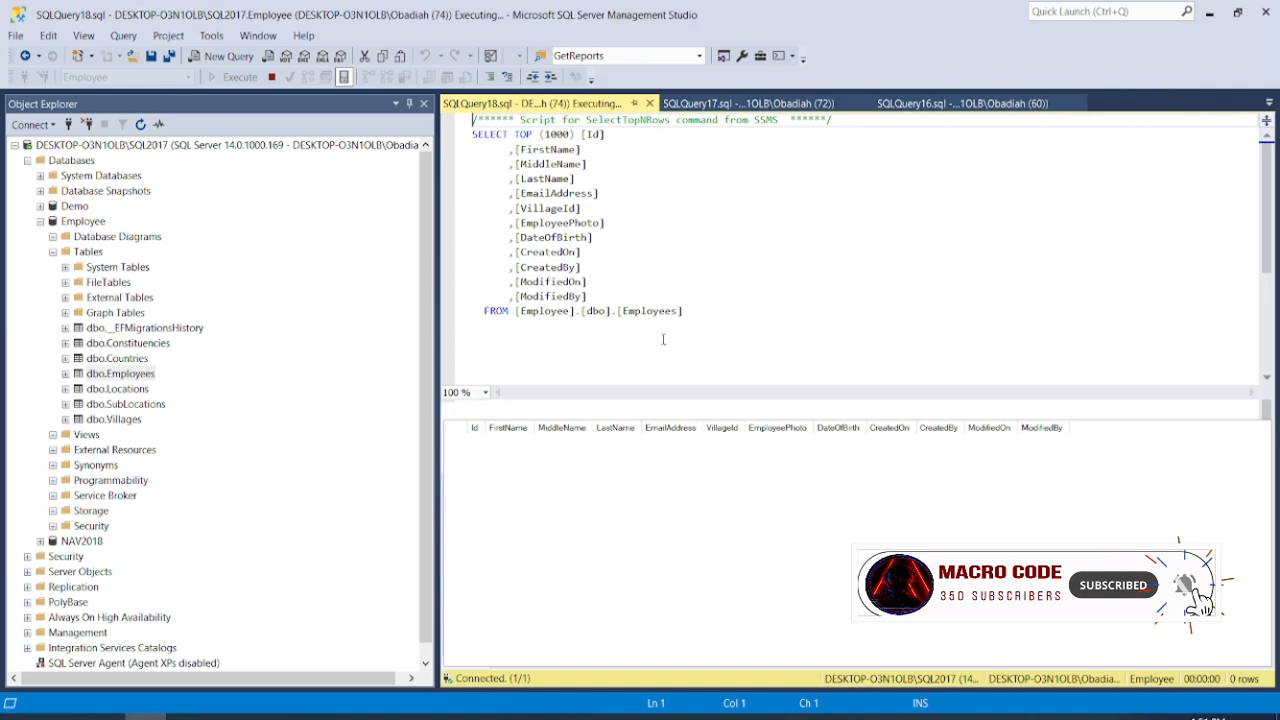 SQLQuery18.sql - DESKTOP-O3N1OLB\SQL2017.Employee (DESKTOP-O3N1OLB\Obadiah (74)) Executing... - Microsoft SQL Server Management Studio
Quick Launch (Ctrl+Q)
File Edit View Query Project Tools Window Help
New Query
GetReports
Employee
Execute
Object Explorer
SQLQuery18.sql - DE...h (74)) Executing...
SQLQuery17.sql -...1OLB\Obadiah (72))
SQLQuery16.sql -...1OLB\Obadiah (60))
Connect
DESKTOP-O3N1OLB\SQL2017 (SQL Server 14.0.1000.169 - DESKTOP-O3N1OLB\Obadia
Databases
System Databases
Database Snapshots
Demo
Employee
Database Diagrams
Tables
System Tables
FileTables
External Tables
Graph Tables
dbo.__EFMigrationsHistory
dbo.Constituencies
dbo.Countries
dbo.Employees
dbo.Locations
dbo.SubLocations
dbo.Villages
Views
External Resources
Synonyms
Programmability
Service Broker
Storage
Security
NAV2018
Security
Server Objects
Replication
PolyBase
Always On High Availability
Management
Integration Services Catalogs
SQL Server Agent (Agent XPs disabled)
/****** Script for SelectTopNRows command from SSMS ******/
SELECT TOP (1000) [Id]
,[FirstName]
,[MiddleName]
,[LastName]
,[EmailAddress]
,[VillageId]
,[EmployeePhoto]
,[DateOfBirth]
,[CreatedOn]
,[CreatedBy]
,[ModifiedOn]
,[ModifiedBy]
FROM [Employee].[dbo].[Employees]
100 %
Id FirstName MiddleName LastName EmailAddress VillageId EmployeePhoto DateOfBirth CreatedOn CreatedBy ModifiedOn ModifiedBy
MACRO CODE
350 SUBSCRIBERS
SUBSCRIBED
Connected. (1/1)
DESKTOP-O3N1OLB\SQL2017 (14...
DESKTOP-O3N1OLB\Obadia...
Employee
00:00:00
0 rows
Ln 1
Col 1
Ch 1
INS